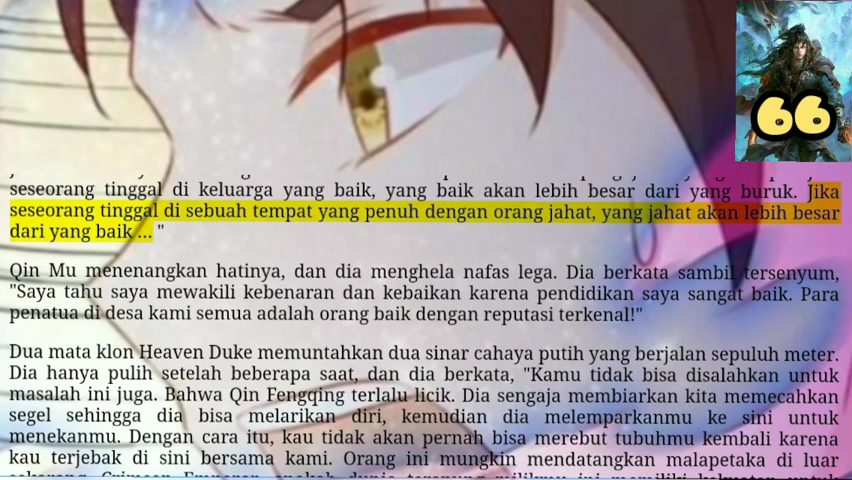 66
seseorang tinggal di keluarga yang baik, yang baik akan lebih besar dari yang buruk. Jika
seseorang tinggal di sebuah tempat yang penuh dengan orang jahat, yang jahat akan lebih besar
dari yang baik ... "
Qin Mu menenangkan hatinya, dan dia menghela nafas lega. Dia berkata sambil tersenyum,
"Saya tahu saya mewakili kebenaran dan kebaikan karena pendidikan saya sangat baik. Para
penatua di desa kami semua adalah orang baik dengan reputasi terkenal!"
Dua mata klon Heaven Duke memuntahkan dua sinar cahaya putih yang berjalan sepuluh meter.
Dia hanya pulih setelah beberapa saat, dan dia berkata, "Kamu tidak bisa disalahkan untuk
masalah ini juga. Bahwa Qin Fengqing terlalu licik. Dia sengaja membiarkan kita memecahkan
segel sehingga dia bisa melarikan diri, kemudian dia melemparkanmu ke sini untuk
menekanmu. Dengan cara itu, kau tidak akan pernah bisa merebut tubuhmu kembali karena
kau terjebak di sini bersama kami. Orang ini mungkin mendatangkan malapetaka di luar